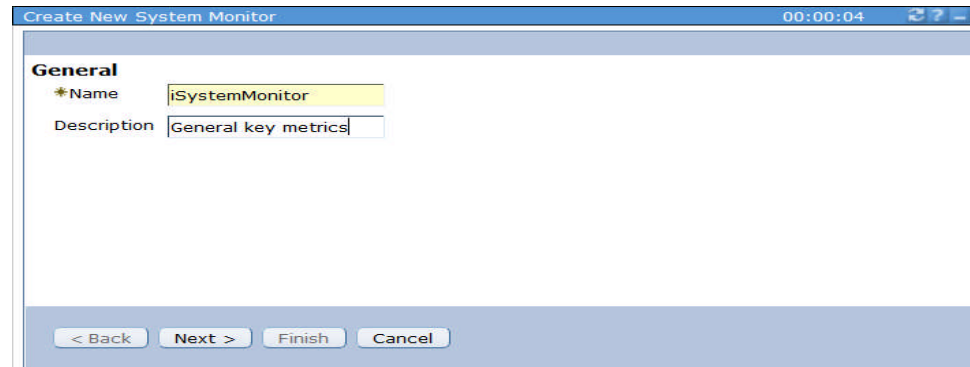 Create New System Monitor 00:00:04 ? –
General
*Name iSystemMonitor
Description General key metrics
< Back Next > Finish Cancel